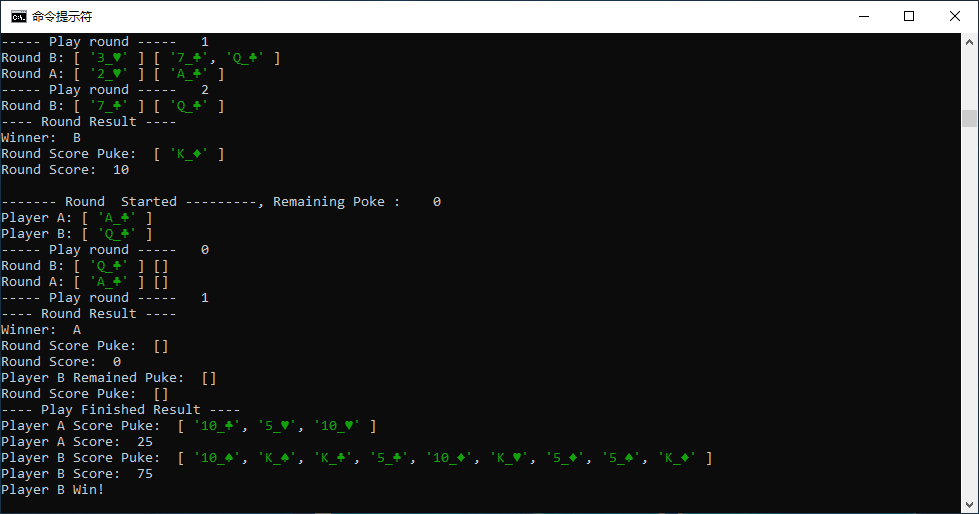 命令提示符
----- Play round -----   1
Round B: [ '3_♥' ] [ '7_♣', 'Q_♣' ]
Round A: [ '2_♥' ] [ 'A_♣' ]
----- Play round -----   2
Round B: [ '7_♣' ] [ 'Q_♣' ]
---- Round Result ----
Winner:  B
Round Score Puke:  [ 'K_♦' ]
Round Score:  10
------- Round  Started ---------, Remaining Poke :    0
Player A: [ 'A_♣' ]
Player B: [ 'Q_♣' ]
----- Play round -----   0
Round B: [ 'Q_♣' ] []
Round A: [ 'A_♣' ] []
----- Play round -----   1
---- Round Result ----
Winner:  A
Round Score Puke:  []
Round Score:  0
Player B Remained Puke:  []
Round Score Puke:  []
---- Play Finished Result ----
Player A Score Puke:  [ '10_♣', '5_♥', '10_♥' ]
Player A Score:  25
Player B Score Puke:  [ '10_♠', 'K_♠', 'K_♣', '5_♣', '10_♦', 'K_♥', '5_♦', '5_♠', 'K_♦' ]
Player B Score:  75
Player B Win!